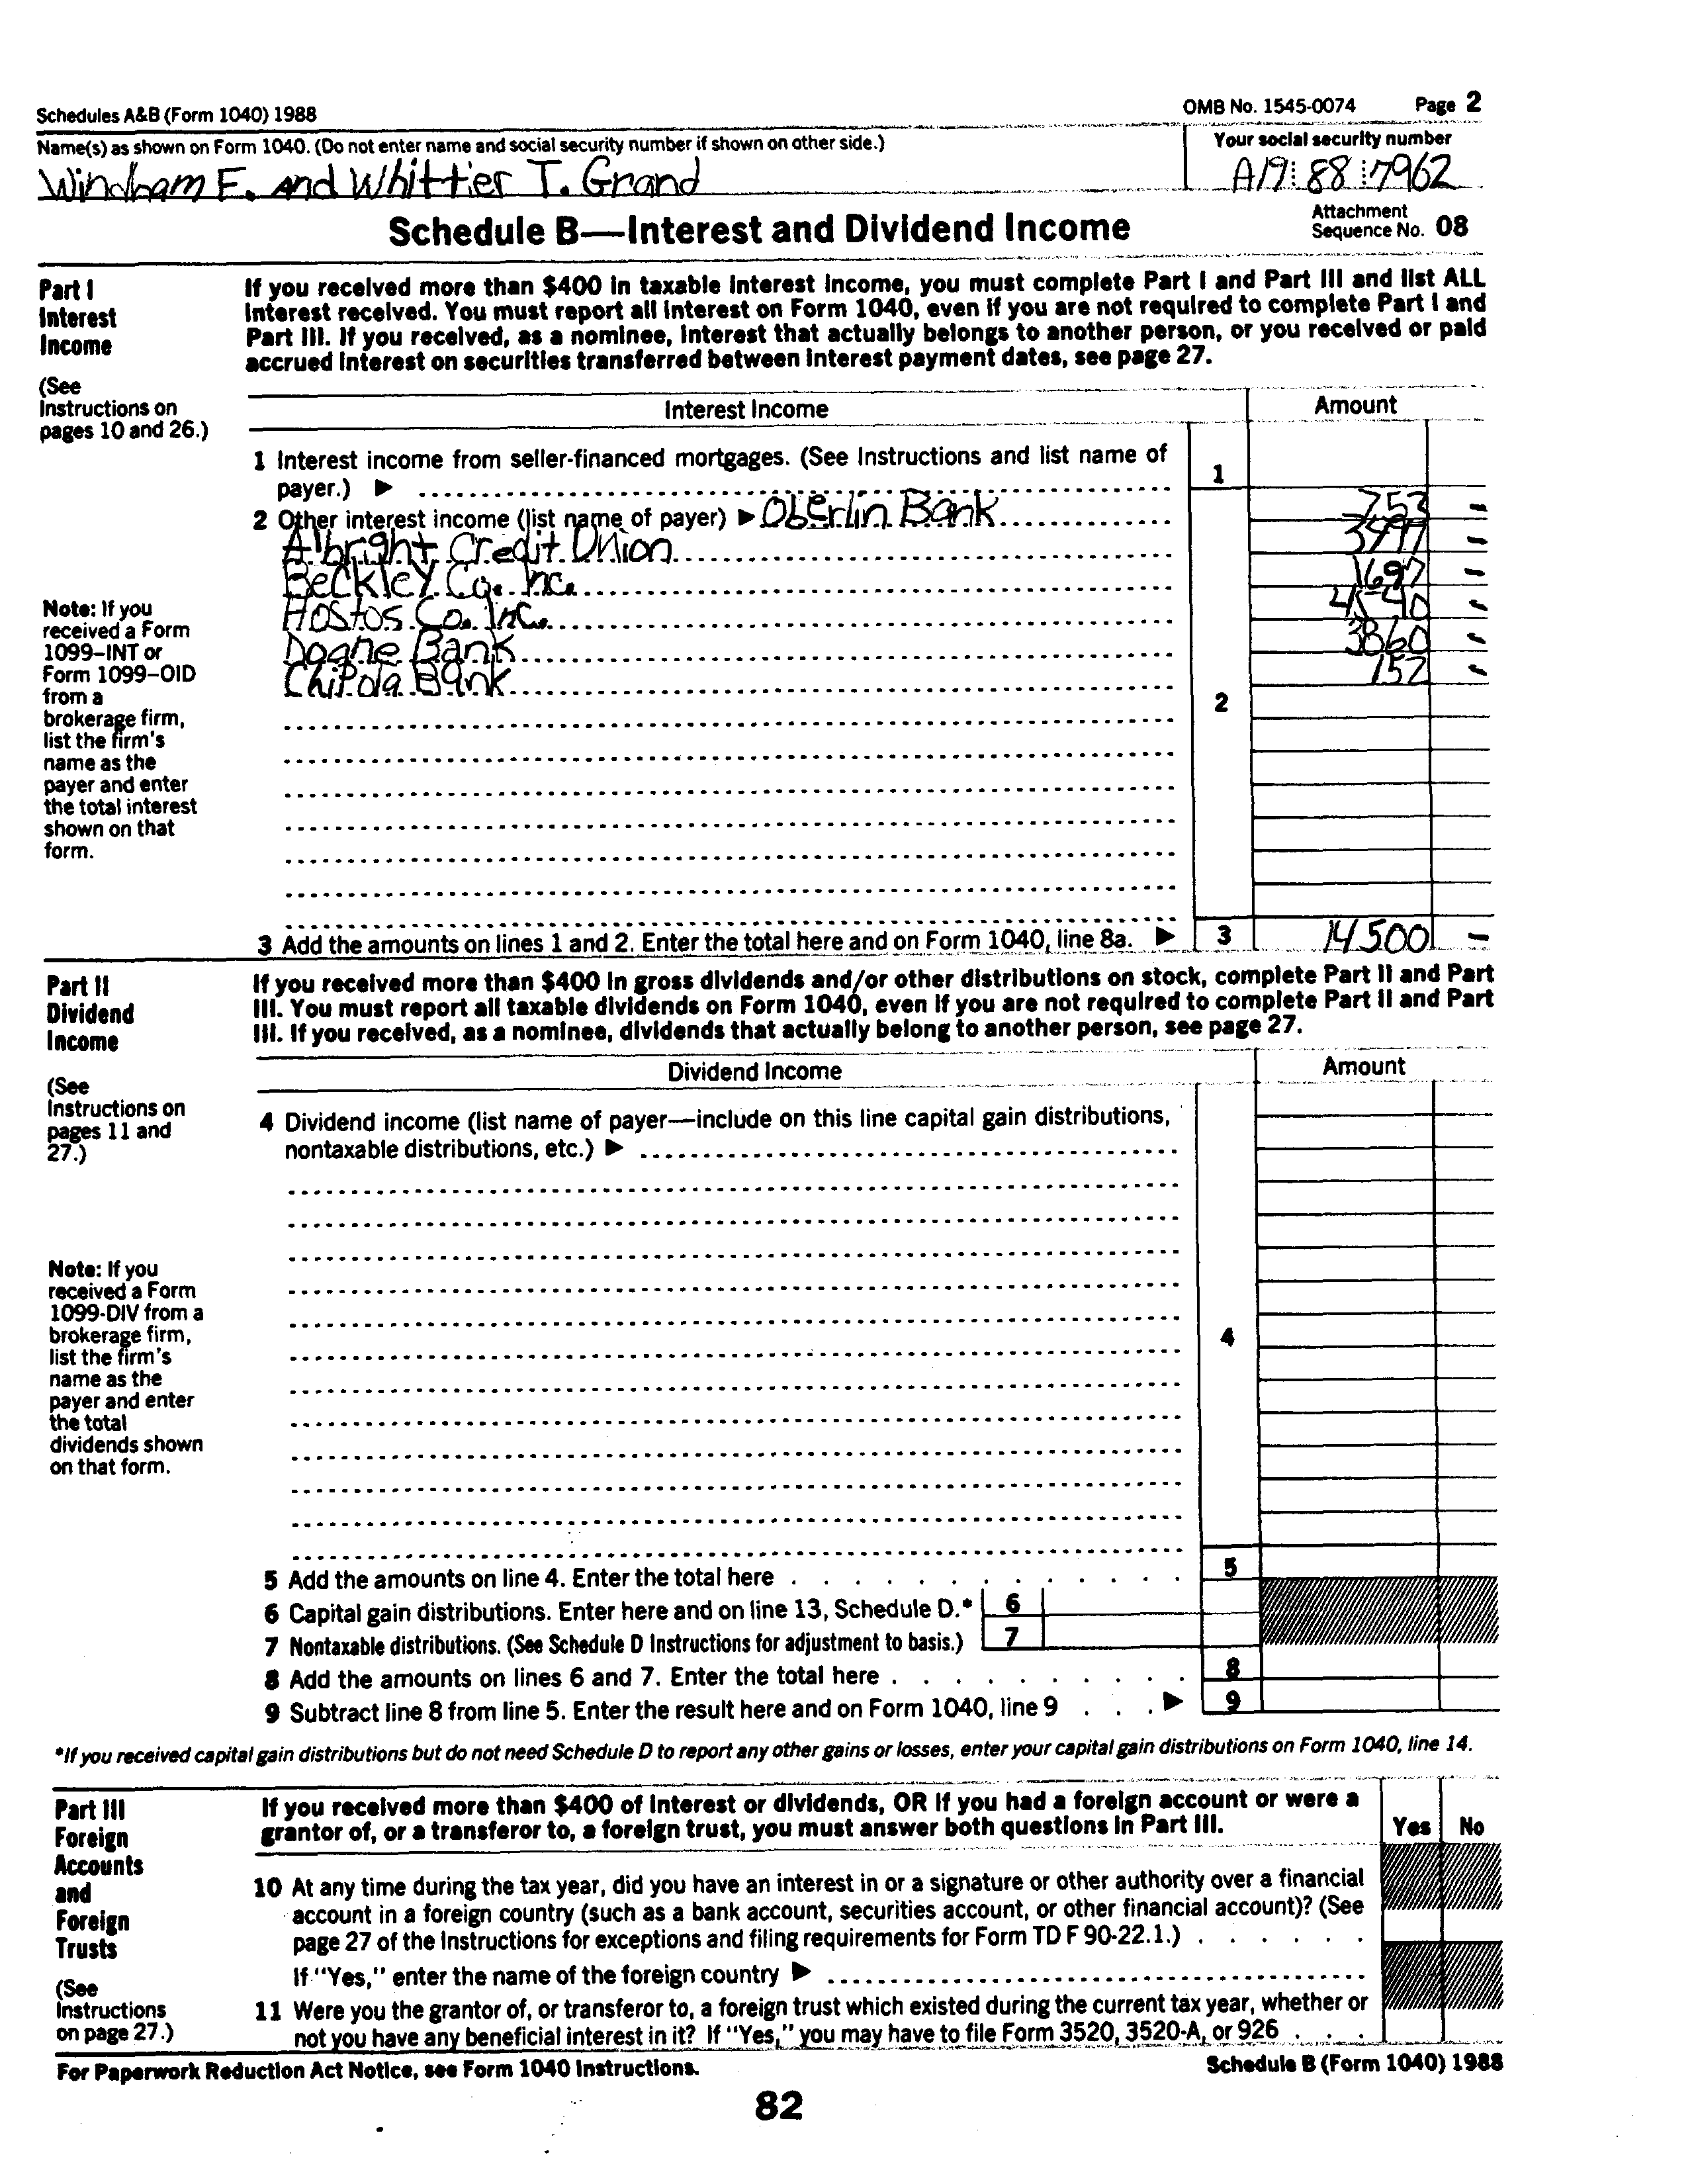 Schedules A&B (Form 1040) 1988 OMB No. 1545-0074 Page 2
Name(s) as shown on Form 1040. (Do not enter name and social security number if shown on other side.) Your social security number
Windham E. and Whittier T. Grand A19 88 7962
Schedule B—Interest and Dividend Income Attachment Sequence No. 08
Part I
Interest
Income
(See
Instructions on
pages 10 and 26.)
If you received more than $400 in taxable interest income, you must complete Part I and Part III and list ALL
interest received. You must report all interest on Form 1040, even if you are not required to complete Part I and
Part III. If you received, as a nominee, interest that actually belongs to another person, or you received or paid
accrued interest on securities transferred between interest payment dates, see page 27.
Interest Income Amount
1 Interest income from seller-financed mortgages. (See Instructions and list name of
payer.) ▶ 1
2 Other interest income (list name of payer) ▶ Oberlin Bank 753 –
Albright Credit Union 3497 –
Beckley Co. Inc. 1697 –
Hostos Co. Inc. 4540 –
Doane Bank 3860 –
Chipola Bank 152 –
2
Note: If you
received a Form
1099–INT or
Form 1099–OID
from a
brokerage firm,
list the firm's
name as the
payer and enter
the total interest
shown on that
form.
3 Add the amounts on lines 1 and 2. Enter the total here and on Form 1040, line 8a. ▶ 3 14500 –
Part II
Dividend
Income
(See
Instructions on
pages 11 and
27.)
If you received more than $400 in gross dividends and/or other distributions on stock, complete Part II and Part
III. You must report all taxable dividends on Form 1040, even if you are not required to complete Part II and Part
III. If you received, as a nominee, dividends that actually belong to another person, see page 27.
Dividend Income Amount
4 Dividend income (list name of payer—include on this line capital gain distributions,
nontaxable distributions, etc.) ▶
4
Note: If you
received a Form
1099-DIV from a
brokerage firm,
list the firm's
name as the
payer and enter
the total
dividends shown
on that form.
5 Add the amounts on line 4. Enter the total here 5
6 Capital gain distributions. Enter here and on line 13, Schedule D.* 6
7 Nontaxable distributions. (See Schedule D Instructions for adjustment to basis.) 7
8 Add the amounts on lines 6 and 7. Enter the total here 8
9 Subtract line 8 from line 5. Enter the result here and on Form 1040, line 9 ▶ 9
*If you received capital gain distributions but do not need Schedule D to report any other gains or losses, enter your capital gain distributions on Form 1040, line 14.
Part III
Foreign
Accounts
and
Foreign
Trusts
(See
Instructions
on page 27.)
If you received more than $400 of interest or dividends, OR if you had a foreign account or were a
grantor of, or a transferor to, a foreign trust, you must answer both questions in Part III. Yes No
10 At any time during the tax year, did you have an interest in or a signature or other authority over a financial
account in a foreign country (such as a bank account, securities account, or other financial account)? (See
page 27 of the Instructions for exceptions and filing requirements for Form TD F 90-22.1.)
If "Yes," enter the name of the foreign country ▶
11 Were you the grantor of, or transferor to, a foreign trust which existed during the current tax year, whether or
not you have any beneficial interest in it? If "Yes," you may have to file Form 3520, 3520-A, or 926
For Paperwork Reduction Act Notice, see Form 1040 Instructions. Schedule B (Form 1040) 1988
82